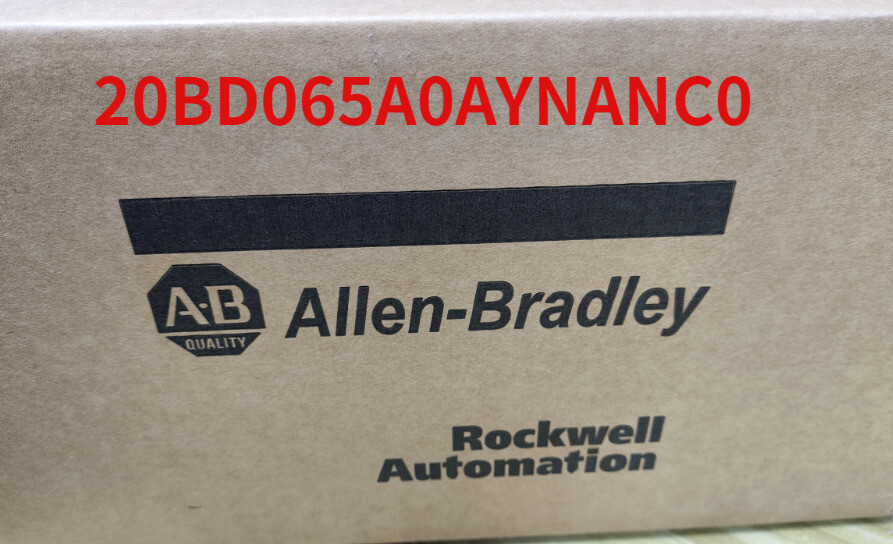 20BD065A0AYNANC0
A·B
QUALITY
Allen-Bradley
Rockwell
Automation